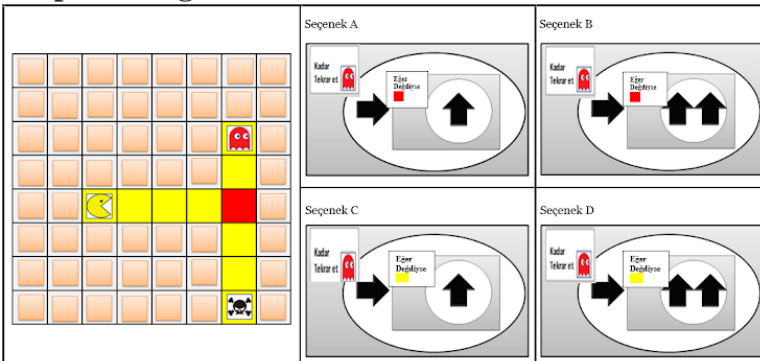 Seçenek A
Kadar
Tekrar et
Eğer
Değdiyse
Seçenek B
Kadar
Tekrar et
Eğer
Değdiyse
Seçenek C
Kadar
Tekrar et
Eğer
Değdiyse
Seçenek D
Kadar
Tekrar et
Eğer
Değdiyse